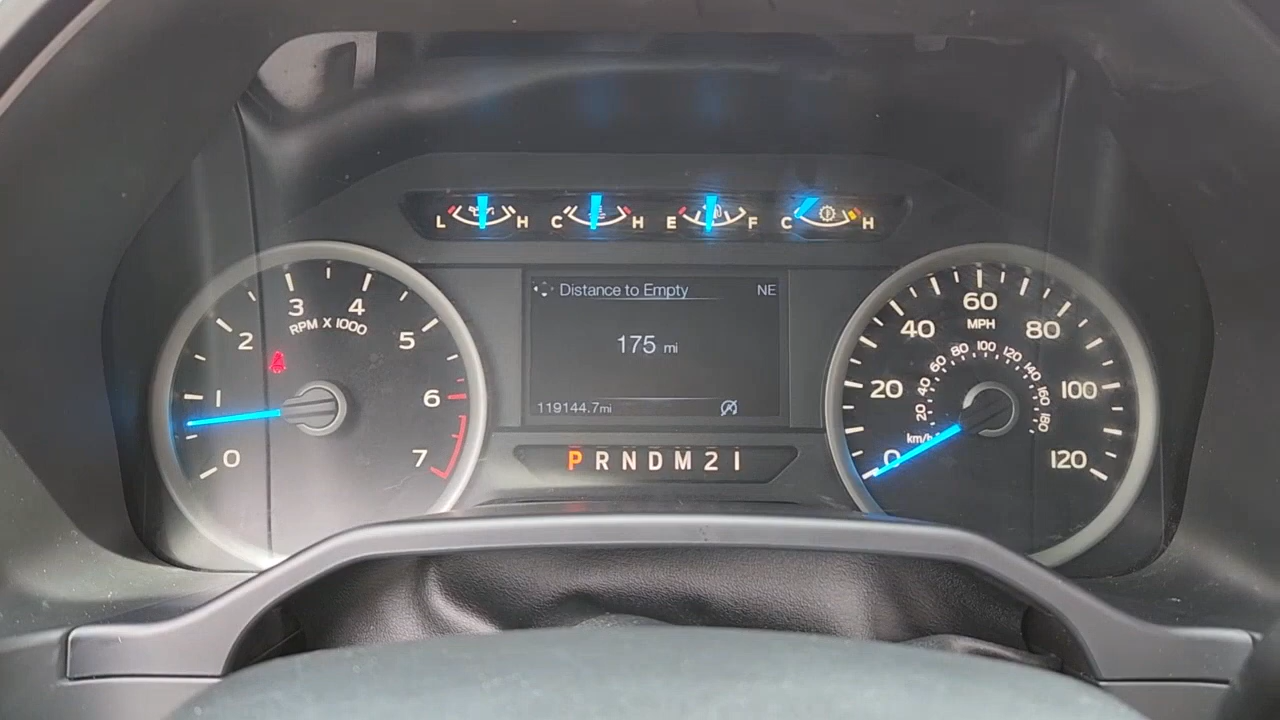 L H C H E F C H
3 4
RPM X 1000
2 5
1 6
0 7
Distance to Empty NE
175 mi
119144.7mi
P R N D M 2 1
60
MPH
40 80
20 100
0 120
20 40 60 80 100 120 140 160 180
km/h